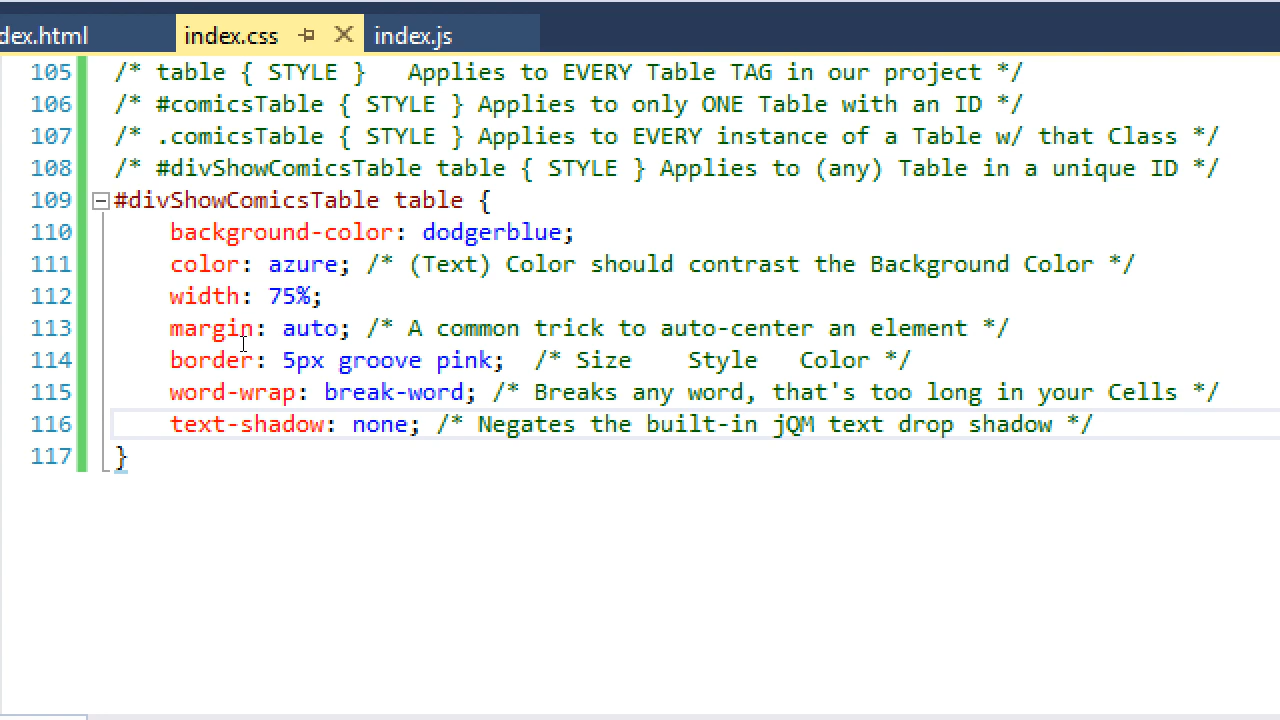 dex.html index.css index.js
105 /* table { STYLE }   Applies to EVERY Table TAG in our project */
106 /* #comicsTable { STYLE } Applies to only ONE Table with an ID */
107 /* .comicsTable { STYLE } Applies to EVERY instance of a Table w/ that Class */
108 /* #divShowComicsTable table { STYLE } Applies to (any) Table in a unique ID */
109 #divShowComicsTable table {
110     background-color: dodgerblue;
111     color: azure; /* (Text) Color should contrast the Background Color */
112     width: 75%;
113     margin: auto; /* A common trick to auto-center an element */
114     border: 5px groove pink;  /* Size    Style   Color */
115     word-wrap: break-word; /* Breaks any word, that's too long in your Cells */
116     text-shadow: none; /* Negates the built-in jQM text drop shadow */
117 }